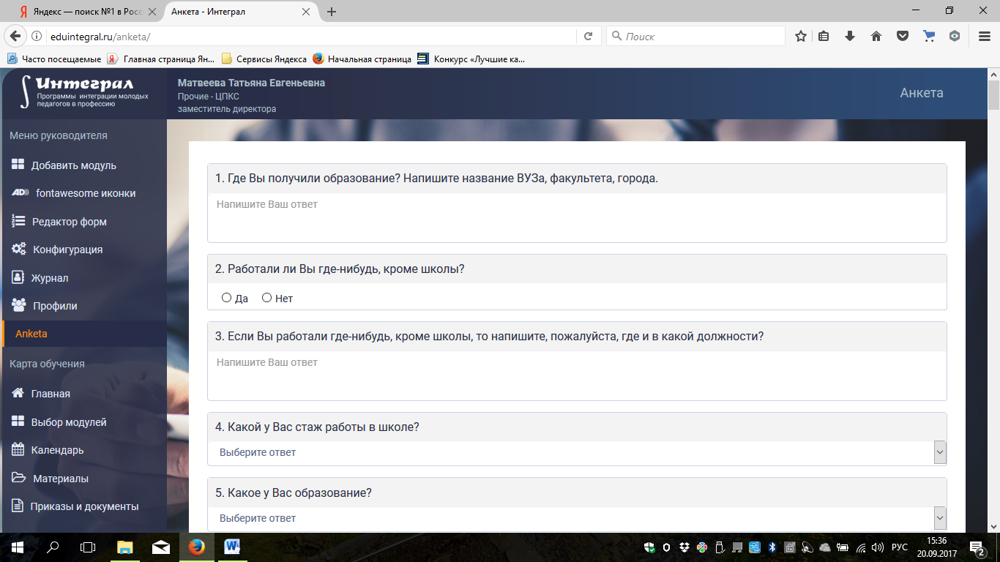 Яндекс — поиск №1 в Росс
Анкета - Интеграл
eduintegral.ru/anketa/
Поиск
Часто посещаемые
Главная страница Ян...
Сервисы Яндекса
Начальная страница
Конкурс «Лучшие ка...
Интеграл
Программы интеграции молодых
педагогов в профессию
Матвеева Татьяна Евгеньевна
Прочие - ЦПКС
заместитель директора
Анкета
Меню руководителя
Добавить модуль
fontawesome иконки
Редактор форм
Конфигурация
Журнал
Профили
Anketa
Карта обучения
Главная
Выбор модулей
Календарь
Материалы
Приказы и документы
1. Где Вы получили образование? Напишите название ВУЗа, факультета, города.
Напишите Ваш ответ
2. Работали ли Вы где-нибудь, кроме школы?
Да Нет
3. Если Вы работали где-нибудь, кроме школы, то напишите, пожалуйста, где и в какой должности?
Напишите Ваш ответ
4. Какой у Вас стаж работы в школе?
Выберите ответ
5. Какое у Вас образование?
Выберите ответ
РУС
15:36
20.09.2017
2